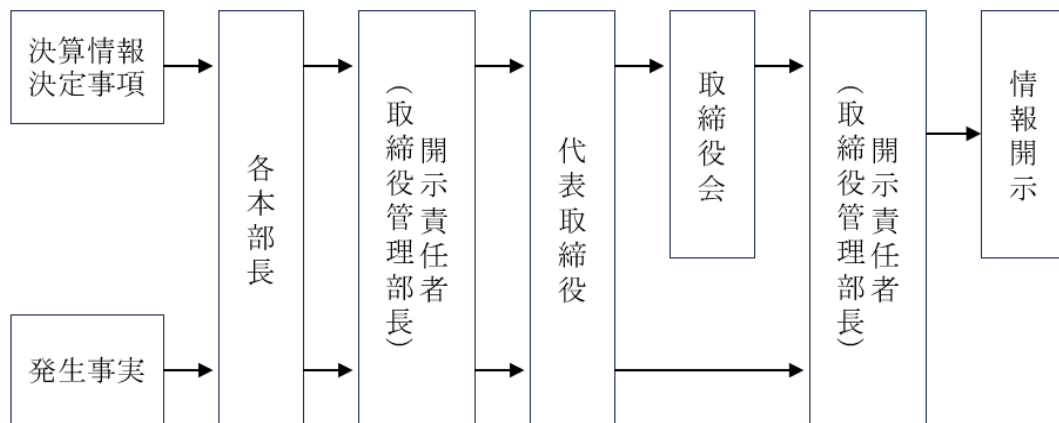 決算情報
決定事項
発生事実
各本部長
開示責任者
(取締役管理部長)
代表取締役
取締役会
開示責任者
(取締役管理部長)
情報開示